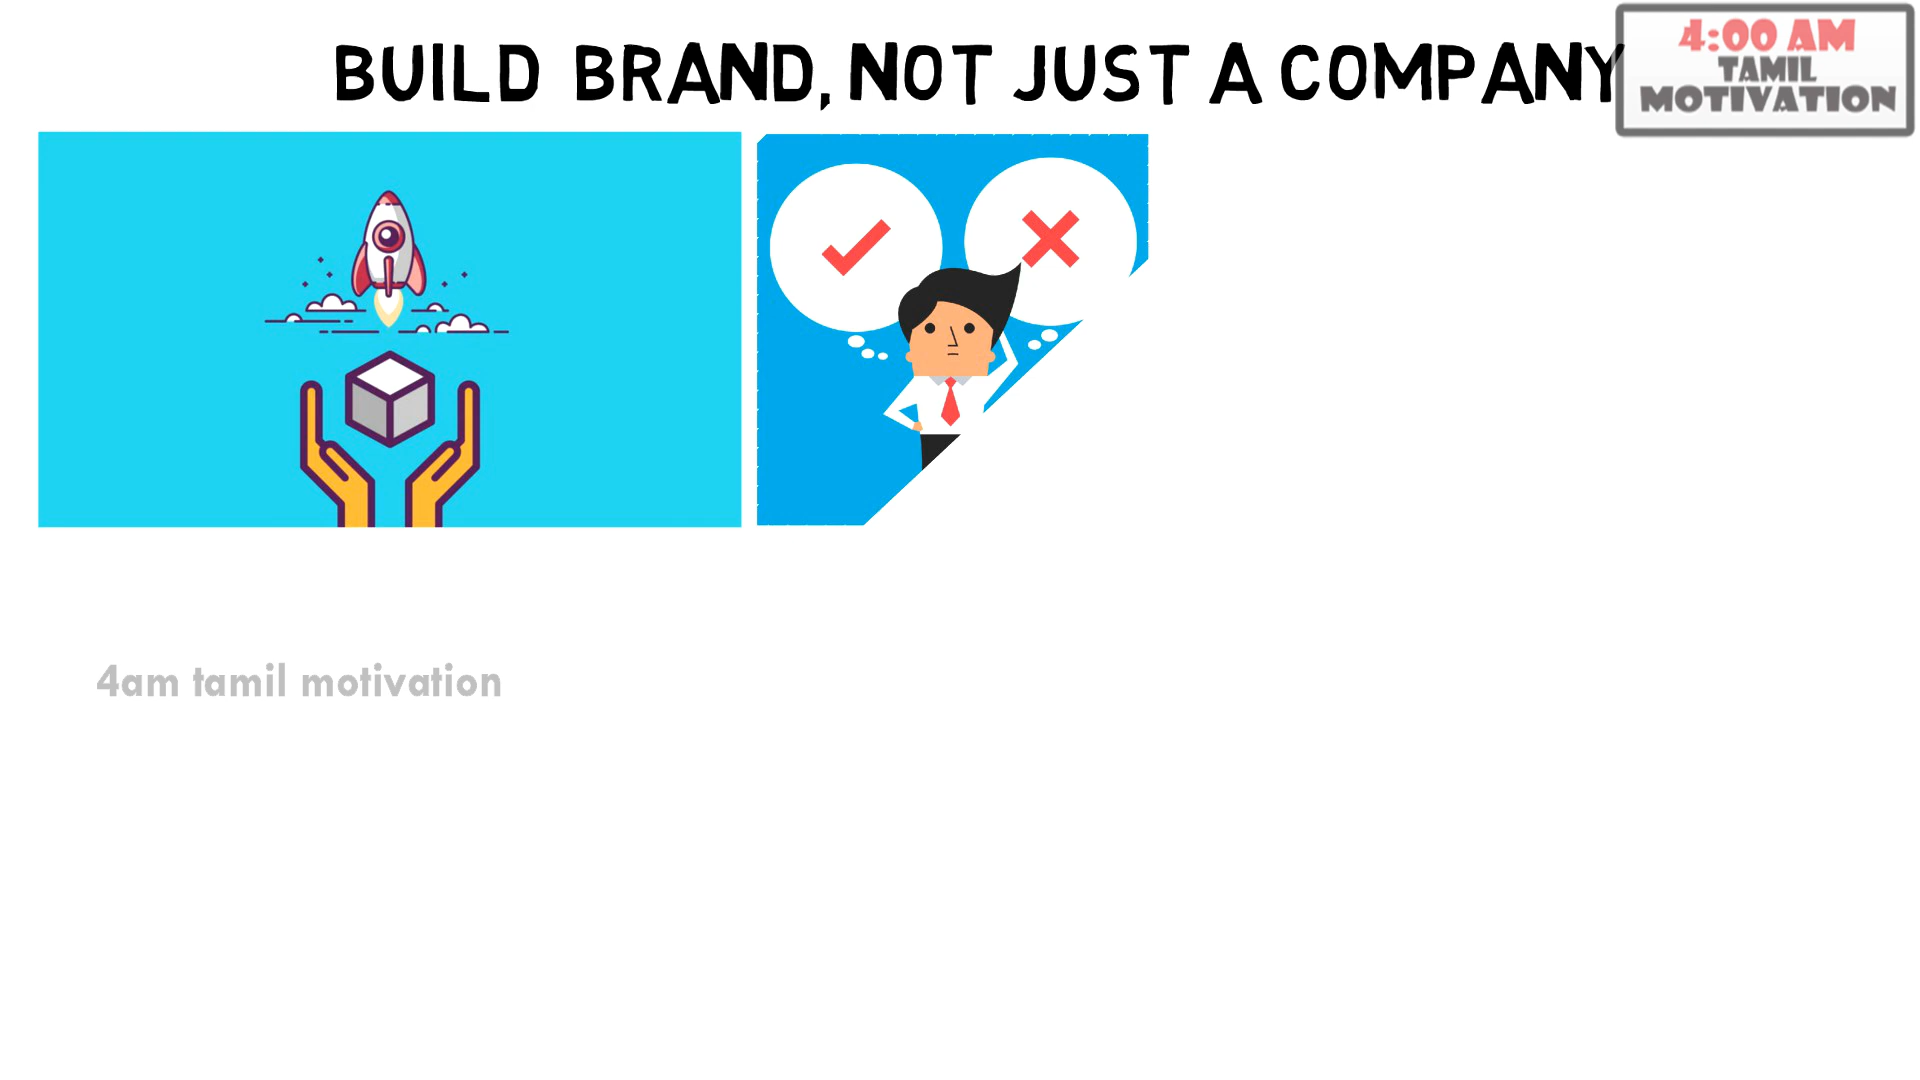 BUILD BRAND, NOT JUST A COMPANY
4:00 AM
TAMIL
MOTIVATION
4am tamil motivation